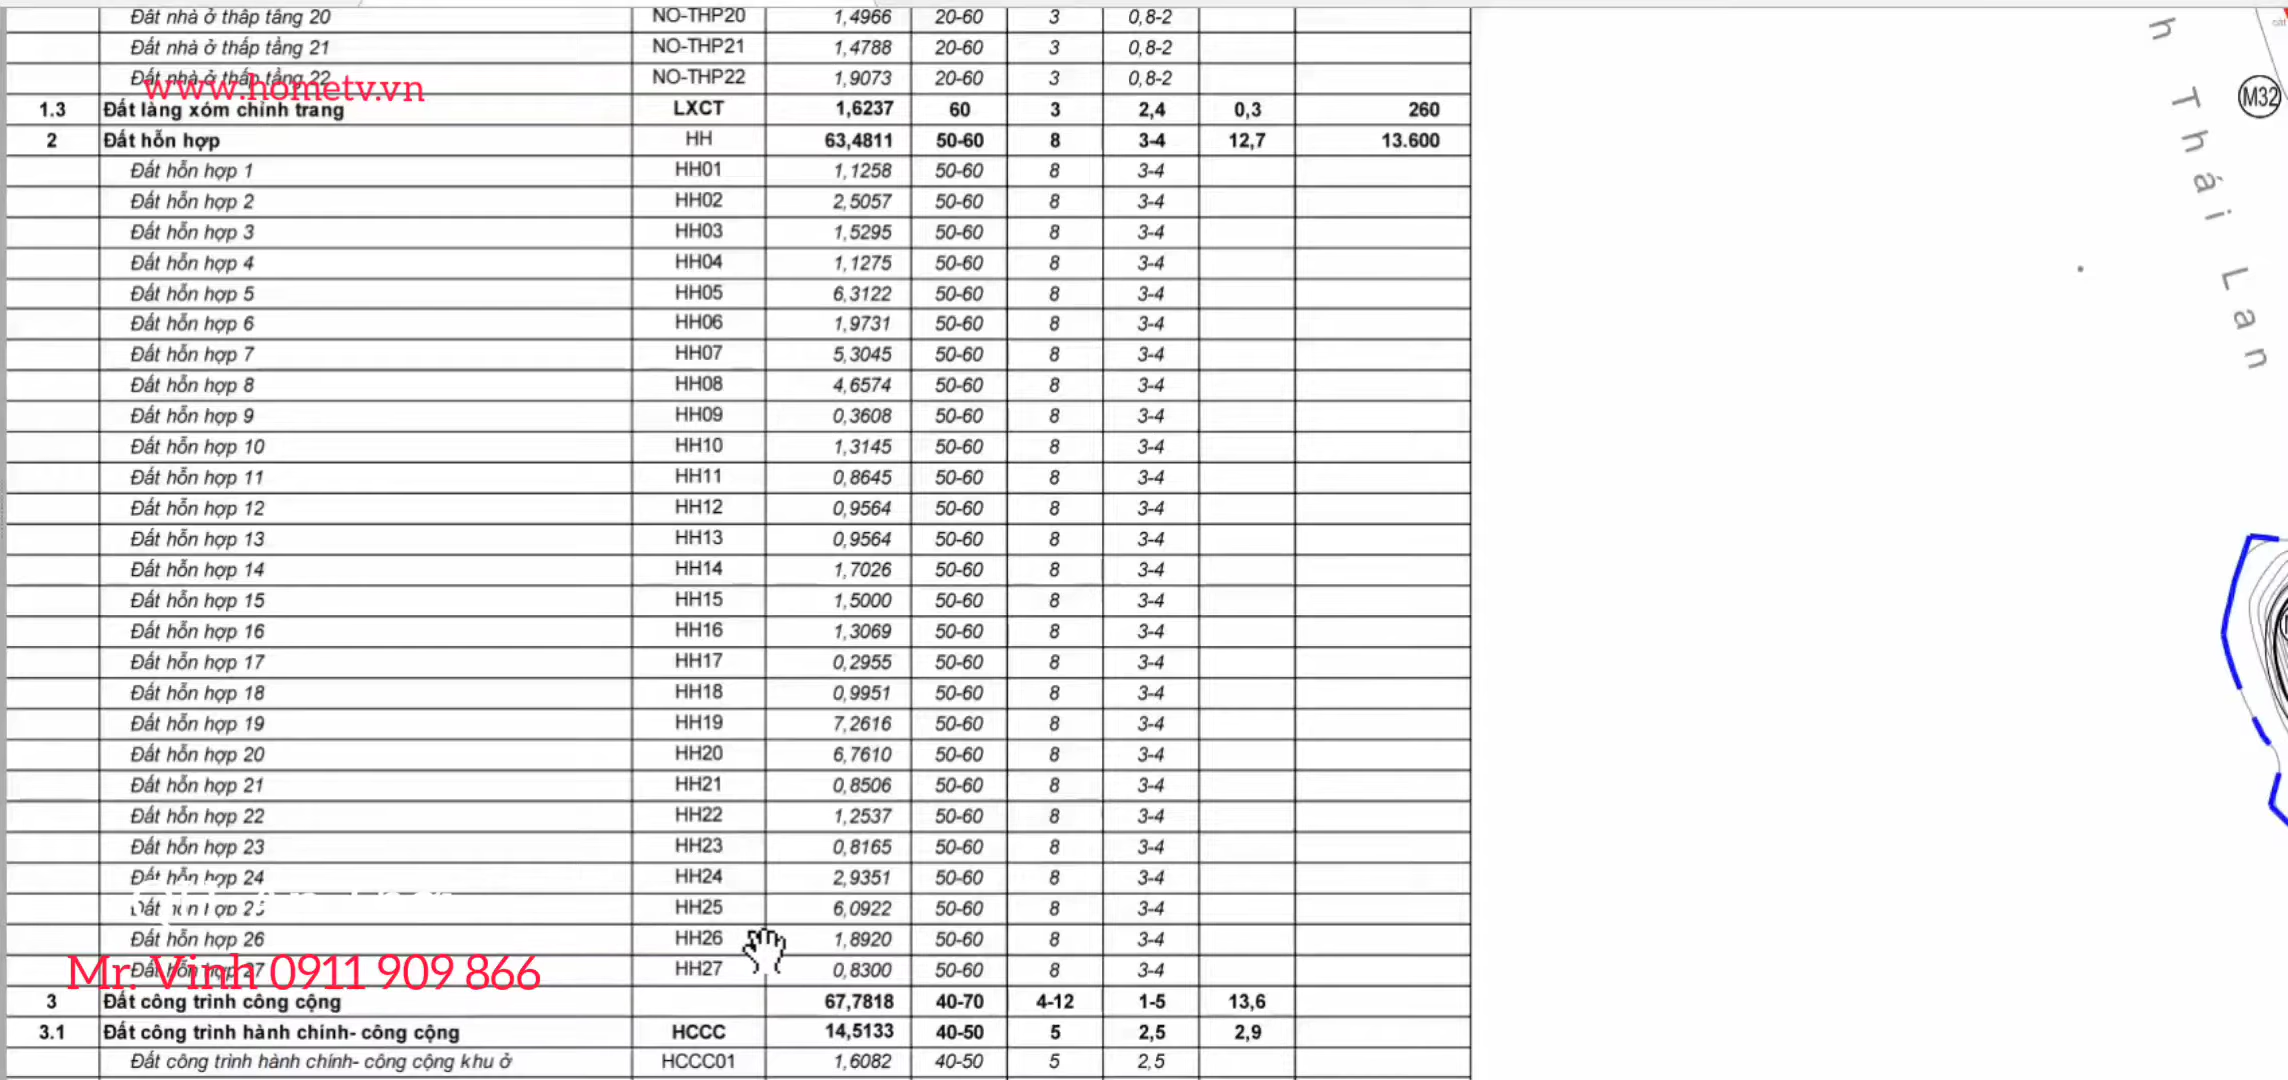 Đất nhà ở thấp tầng 20 NO-THP20 1,4966 20-60 3 0,8-2
Đất nhà ở thấp tầng 21 NO-THP21 1,4788 20-60 3 0,8-2
Đất nhà ở thấp tầng 22 NO-THP22 1,9073 20-60 3 0,8-2
www.hometv.vn
1.3 Đất làng xóm chỉnh trang LXCT 1,6237 60 3 2,4 0,3 260
2 Đất hỗn hợp HH 63,4811 50-60 8 3-4 12,7 13.600
Đất hỗn hợp 1 HH01 1,1258 50-60 8 3-4
Đất hỗn hợp 2 HH02 2,5057 50-60 8 3-4
Đất hỗn hợp 3 HH03 1,5295 50-60 8 3-4
Đất hỗn hợp 4 HH04 1,1275 50-60 8 3-4
Đất hỗn hợp 5 HH05 6,3122 50-60 8 3-4
Đất hỗn hợp 6 HH06 1,9731 50-60 8 3-4
Đất hỗn hợp 7 HH07 5,3045 50-60 8 3-4
Đất hỗn hợp 8 HH08 4,6574 50-60 8 3-4
Đất hỗn hợp 9 HH09 0,3608 50-60 8 3-4
Đất hỗn hợp 10 HH10 1,3145 50-60 8 3-4
Đất hỗn hợp 11 HH11 0,8645 50-60 8 3-4
Đất hỗn hợp 12 HH12 0,9564 50-60 8 3-4
Đất hỗn hợp 13 HH13 0,9564 50-60 8 3-4
Đất hỗn hợp 14 HH14 1,7026 50-60 8 3-4
Đất hỗn hợp 15 HH15 1,5000 50-60 8 3-4
Đất hỗn hợp 16 HH16 1,3069 50-60 8 3-4
Đất hỗn hợp 17 HH17 0,2955 50-60 8 3-4
Đất hỗn hợp 18 HH18 0,9951 50-60 8 3-4
Đất hỗn hợp 19 HH19 7,2616 50-60 8 3-4
Đất hỗn hợp 20 HH20 6,7610 50-60 8 3-4
Đất hỗn hợp 21 HH21 0,8506 50-60 8 3-4
Đất hỗn hợp 22 HH22 1,2537 50-60 8 3-4
Đất hỗn hợp 23 HH23 0,8165 50-60 8 3-4
Đất hỗn hợp 24 HH24 2,9351 50-60 8 3-4
Đất hỗn hợp 25 HH25 6,0922 50-60 8 3-4
Đất hỗn hợp 26 HH26 1,8920 50-60 8 3-4
Đất hỗn hợp 27 HH27 0,8300 50-60 8 3-4
Mr. Vinh 0911 909 866
3 Đất công trình công cộng 67,7818 40-70 4-12 1-5 13,6
3.1 Đất công trình hành chính- công cộng HCCC 14,5133 40-50 5 2,5 2,9
Đất công trình hành chính- công cộng khu ở HCCC01 1,6082 40-50 5 2,5
h Thái Lan
M32